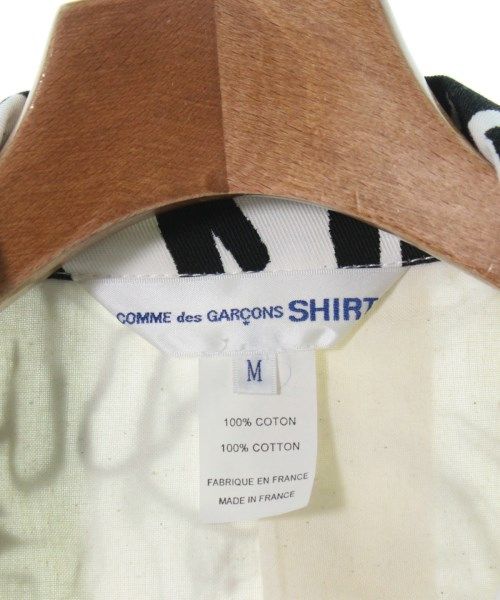 COMME des GARÇONS SHIRT
M
100% COTON
100% COTTON
FABRIQUE EN FRANCE
MADE IN FRANCE